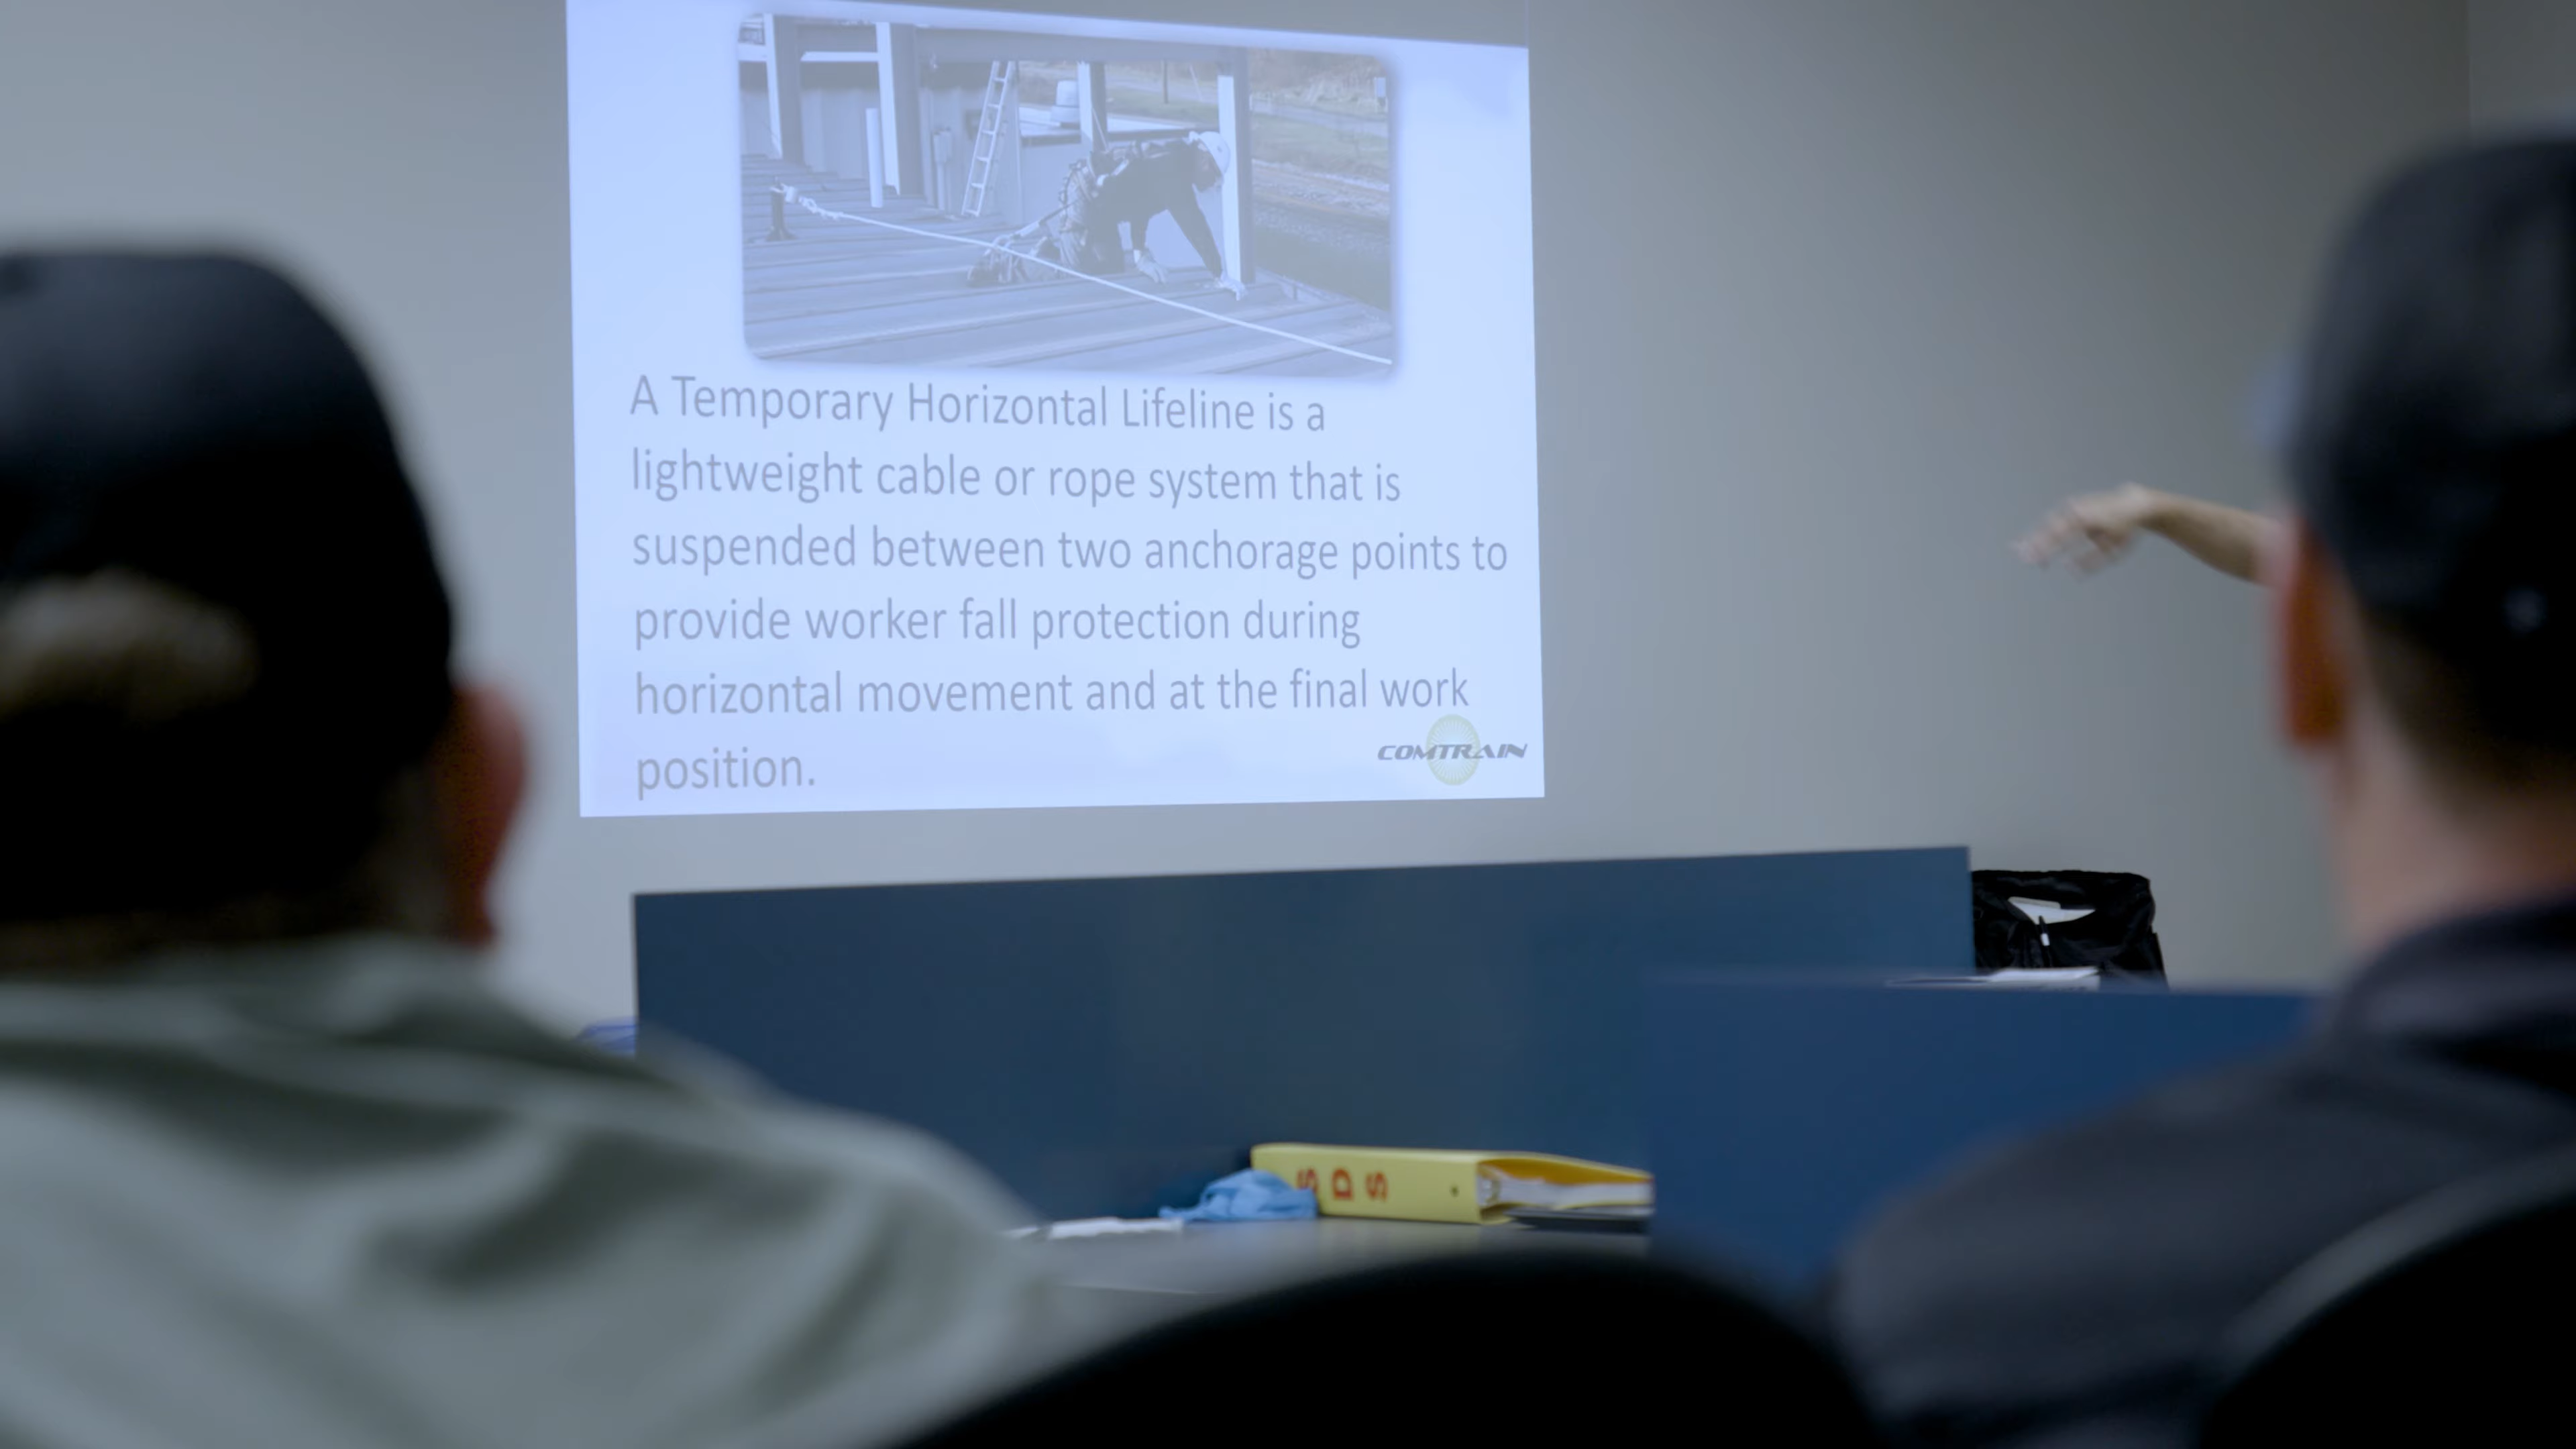 A Temporary Horizontal Lifeline is a
lightweight cable or rope system that is
suspended between two anchorage points to
provide worker fall protection during
horizontal movement and at the final work
position.
COMTRAIN
SDS